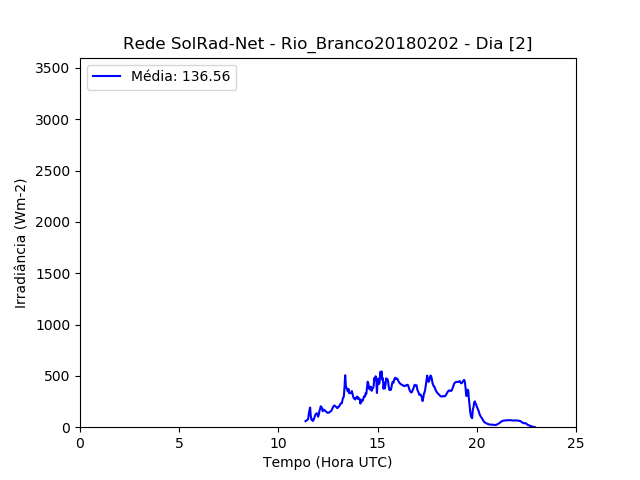 Rede SolRad-Net - Rio_Branco20180202 - Dia [2]
Média: 136.56
3500
3000
2500
2000
1500
1000
500
0
Irradiância (Wm-2)
0 5 10 15 20 25
Tempo (Hora UTC)